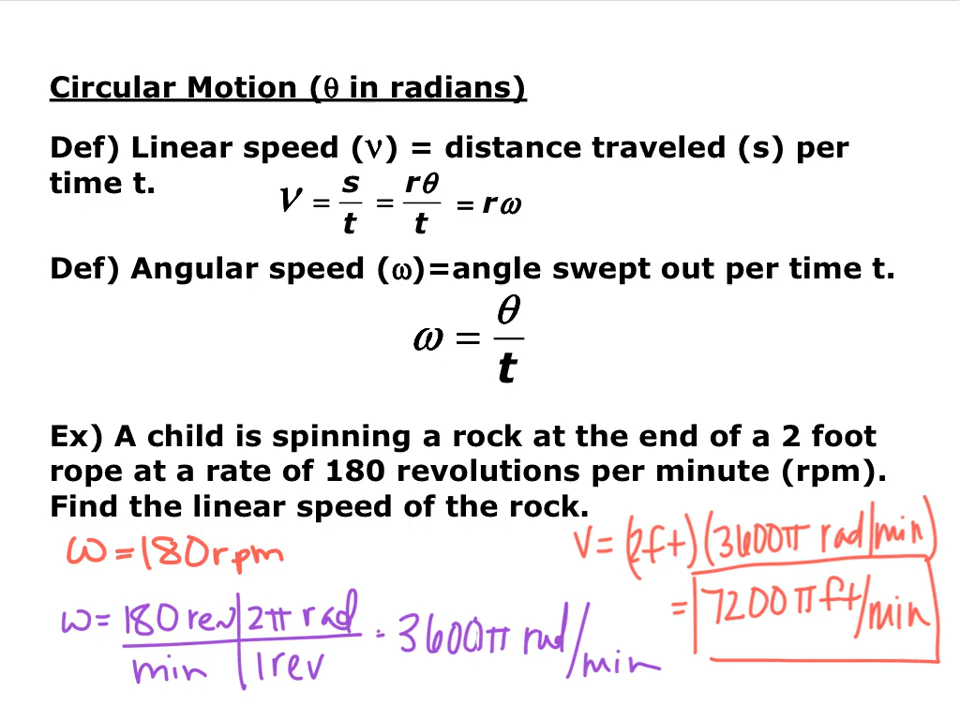 Circular Motion (θ in radians)
Def) Linear speed (ν) = distance traveled (s) per
time t.
ν = s/t = rθ/t = rω
Def) Angular speed (ω)=angle swept out per time t.
ω = θ/t
Ex) A child is spinning a rock at the end of a 2 foot
rope at a rate of 180 revolutions per minute (rpm).
Find the linear speed of the rock.
ω = 180rpm
ω = 180 rev/min | 2π rad/1 rev = 3600π rad/min
V = (2ft)(3600π rad/min)
= 7200π ft/min